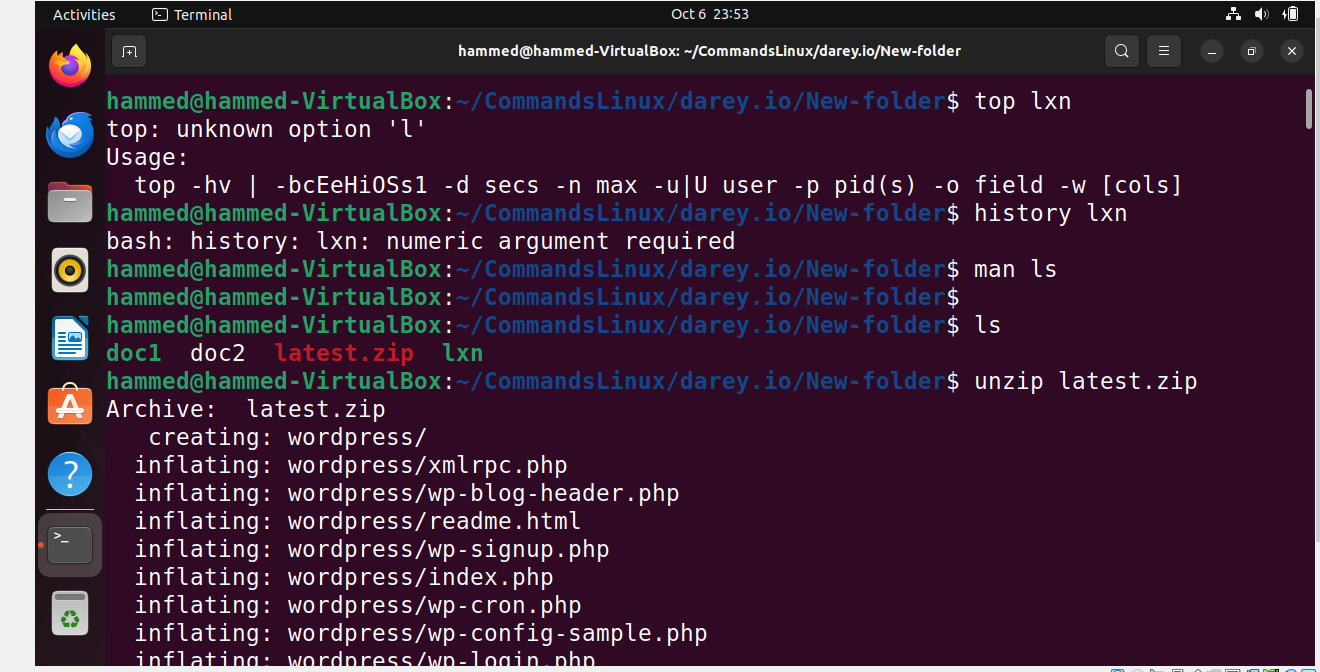 Activities Terminal Oct 6 23:53
hammed@hammed-VirtualBox: ~/CommandsLinux/darey.io/New-folder
hammed@hammed-VirtualBox:~/CommandsLinux/darey.io/New-folder$ top lxn
top: unknown option 'l'
Usage:
  top -hv | -bcEeHiOSs1 -d secs -n max -u|U user -p pid(s) -o field -w [cols]
hammed@hammed-VirtualBox:~/CommandsLinux/darey.io/New-folder$ history lxn
bash: history: lxn: numeric argument required
hammed@hammed-VirtualBox:~/CommandsLinux/darey.io/New-folder$ man ls
hammed@hammed-VirtualBox:~/CommandsLinux/darey.io/New-folder$
hammed@hammed-VirtualBox:~/CommandsLinux/darey.io/New-folder$ ls
doc1  doc2  latest.zip  lxn
hammed@hammed-VirtualBox:~/CommandsLinux/darey.io/New-folder$ unzip latest.zip
Archive:  latest.zip
   creating: wordpress/
  inflating: wordpress/xmlrpc.php
  inflating: wordpress/wp-blog-header.php
  inflating: wordpress/readme.html
  inflating: wordpress/wp-signup.php
  inflating: wordpress/index.php
  inflating: wordpress/wp-cron.php
  inflating: wordpress/wp-config-sample.php
  inflating: wordpress/wp-login.php